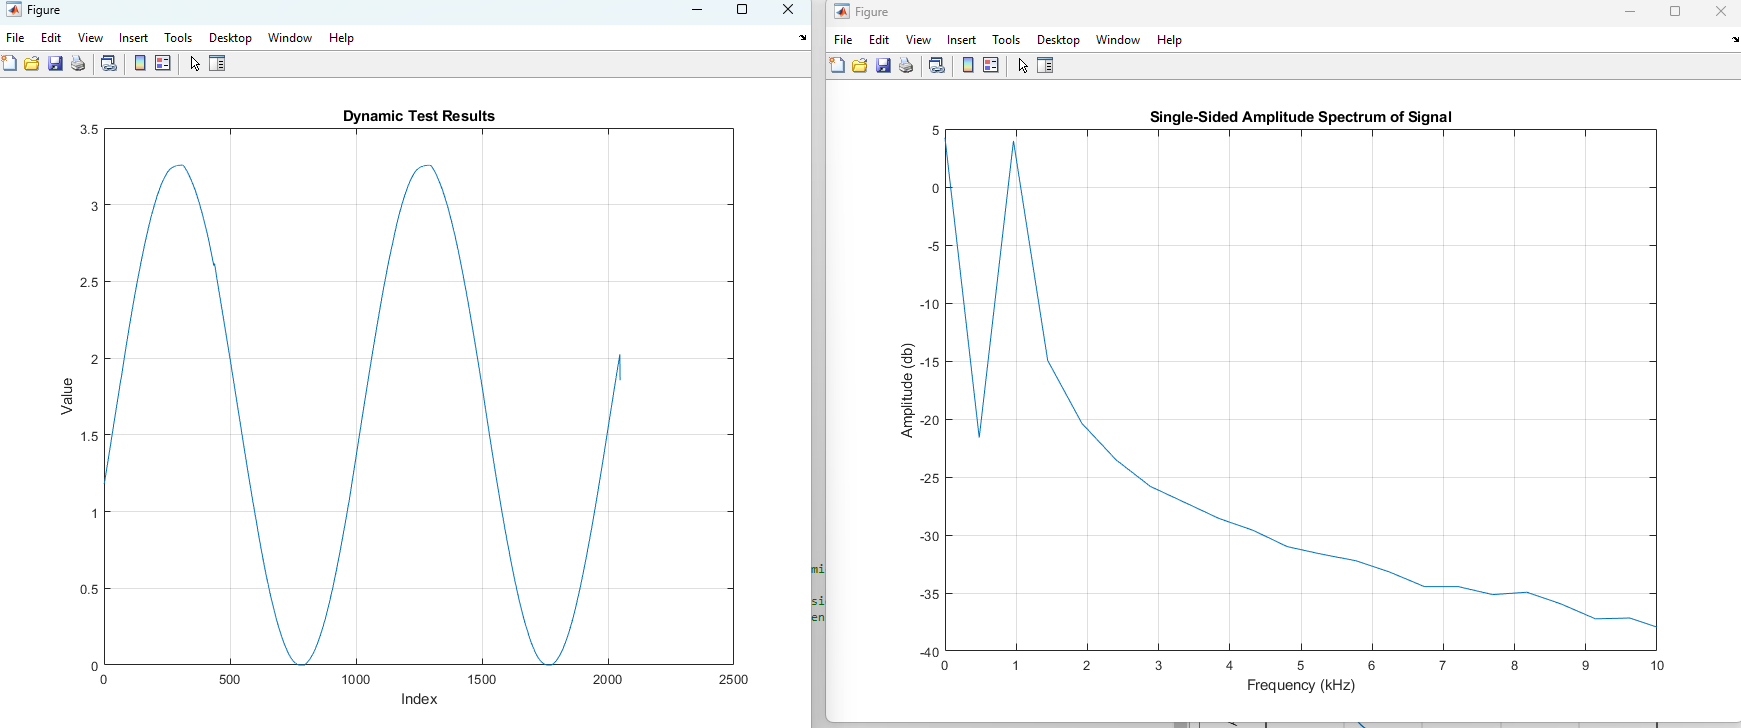 Figure
File Edit View Insert Tools Desktop Window Help
Dynamic Test Results
3.5
3
2.5
2
1.5
1
0.5
0
Value
0 500 1000 1500 2000 2500
Index
mi
si
en
Figure
File Edit View Insert Tools Desktop Window Help
Single-Sided Amplitude Spectrum of Signal
5
0
-5
-10
-15
-20
-25
-30
-35
-40
Amplitude (db)
0 1 2 3 4 5 6 7 8 9 10
Frequency (kHz)